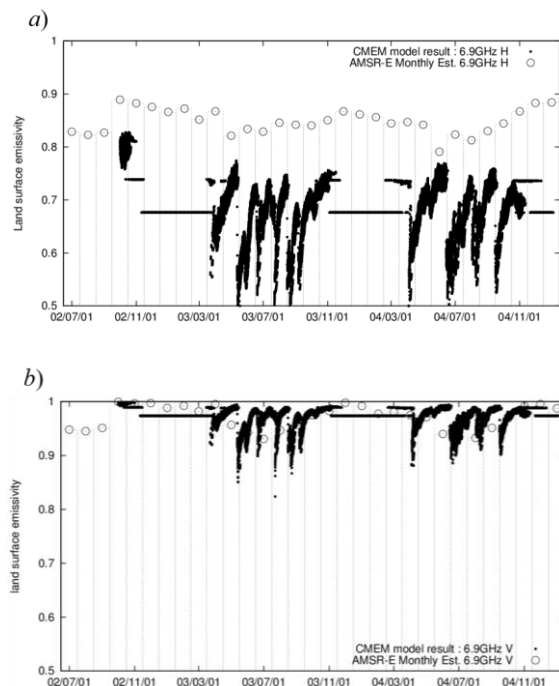 a)
1
CMEM model result : 6.9GHz H
AMSR-E Monthly Est. 6.9GHz H
0.9
0.8
0.7
0.6
0.5
Land surface emissivity
02/07/01 02/11/01 03/03/01 03/07/01 03/11/01 04/03/01 04/07/01 04/11/01
b)
1
0.9
0.8
0.7
0.6
0.5
land surface emissivity
CMEM model result : 6.9GHz V
AMSR-E Monthly Est. 6.9GHz V
02/07/01 02/11/01 03/03/01 03/07/01 03/11/01 04/03/01 04/07/01 04/11/01